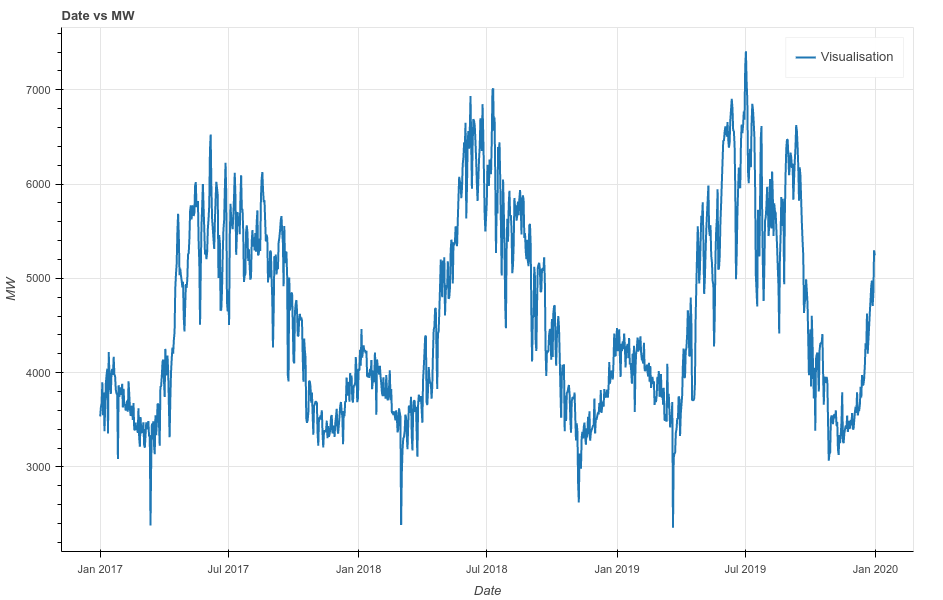 Date vs MW
Visualisation
7000
6000
5000
4000
3000
MW
Jan 2017
Jul 2017
Jan 2018
Jul 2018
Jan 2019
Jul 2019
Jan 2020
Date